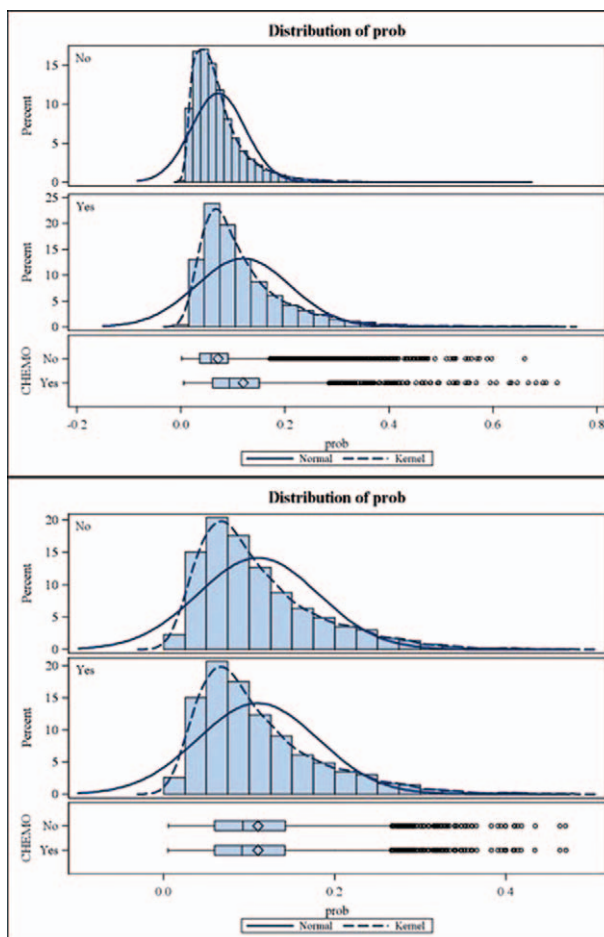 Distribution of prob
No
15
10
5
0
Percent
Yes
25
20
15
10
5
0
Percent
CHEMO
No
Yes
-0.2 0.0 0.2 0.4 0.6 0.8
prob
Normal Kernel
Distribution of prob
No
20
15
10
5
0
Percent
Yes
20
15
10
5
0
Percent
CHEMO
No
Yes
0.0 0.2 0.4
prob
Normal Kernel